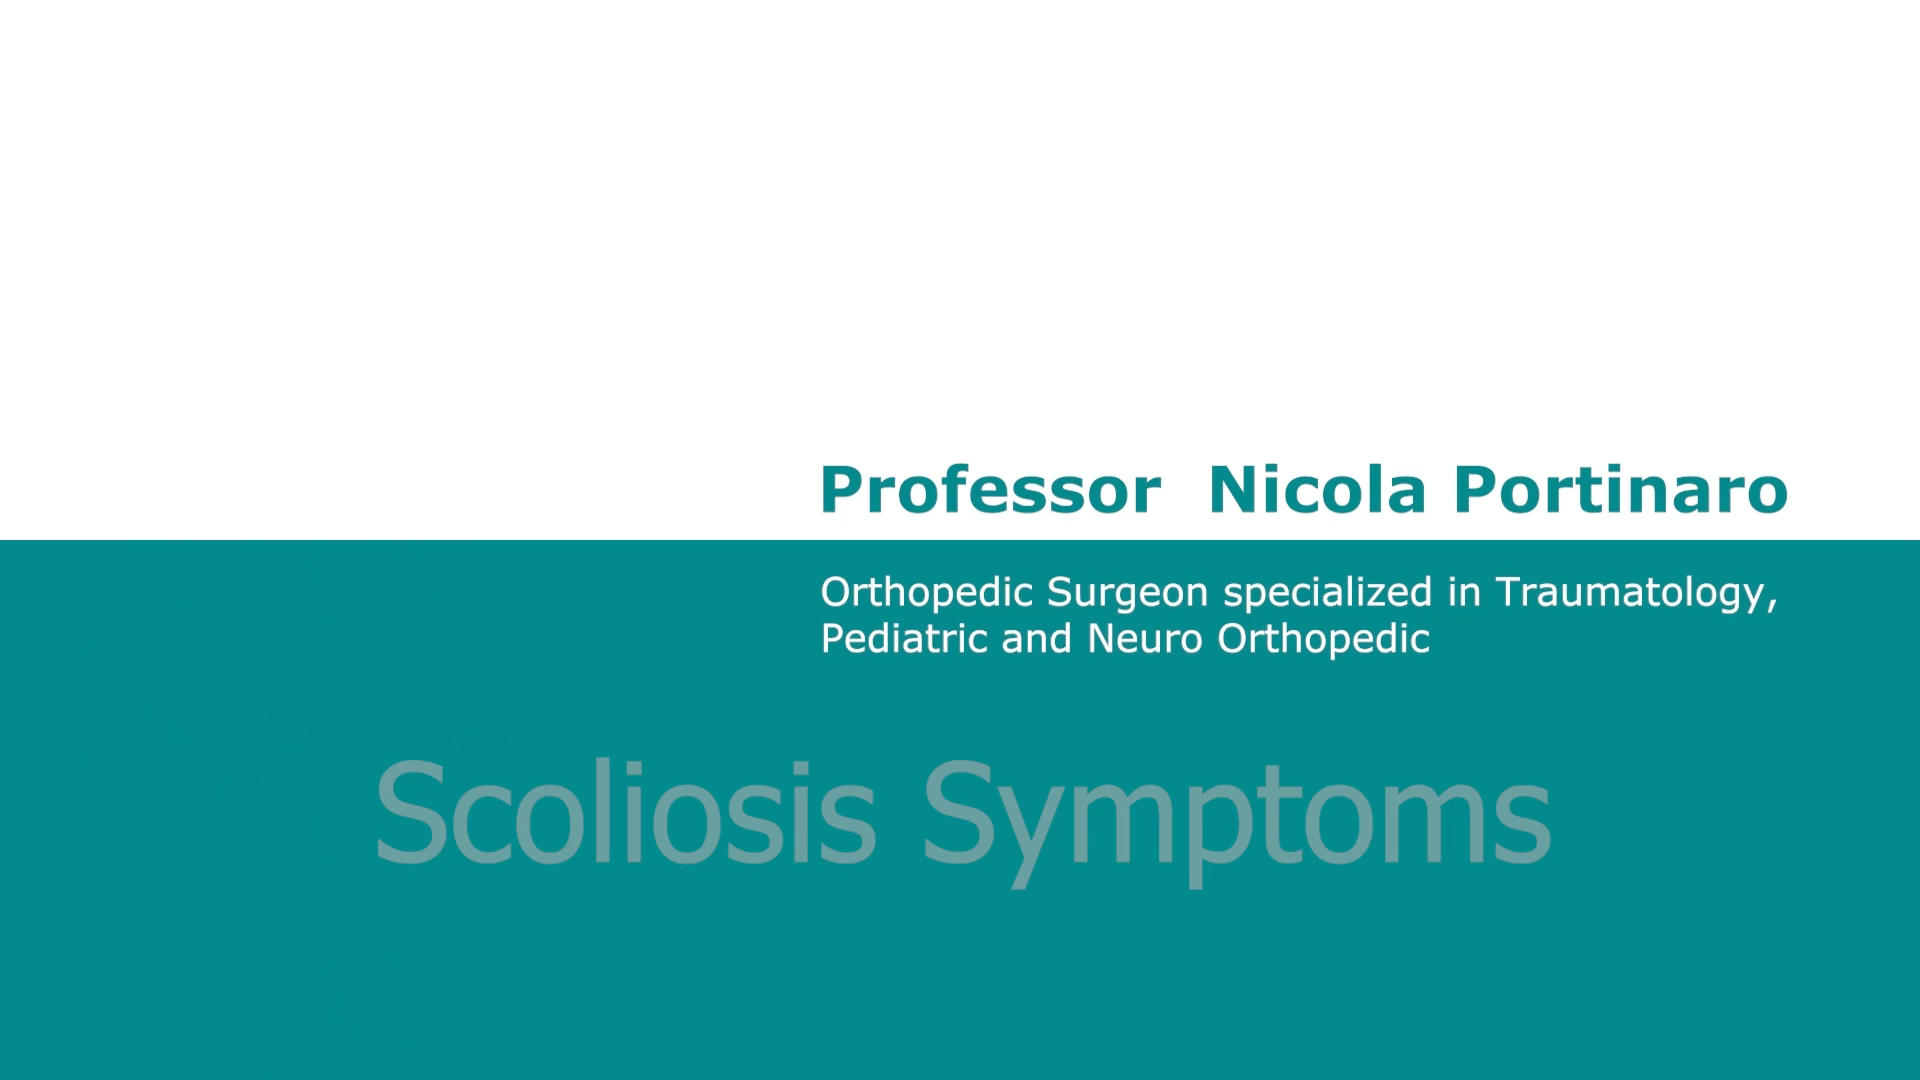 Professor  Nicola Portinaro
Orthopedic Surgeon specialized in Traumatology,
Pediatric and Neuro Orthopedic
Scoliosis Symptoms